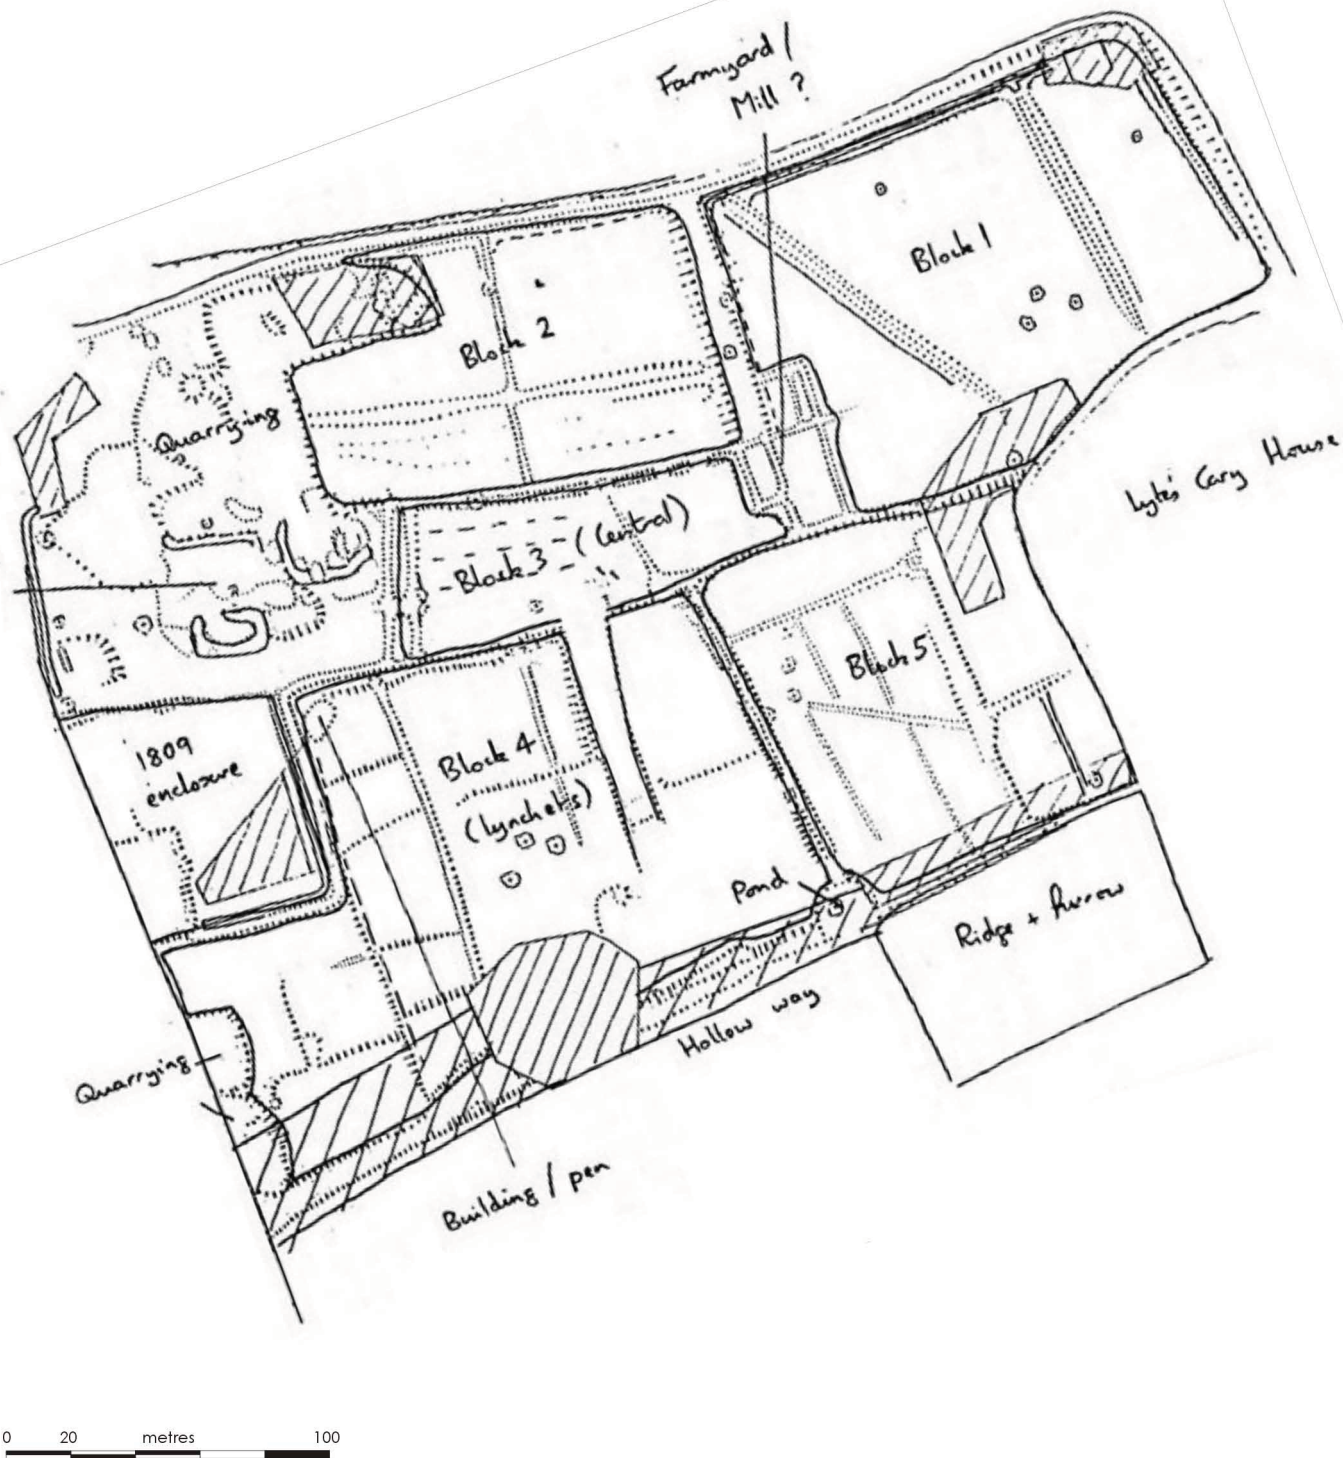 Farmyard /
Mill ?
Block 1
Block 2
Quarrying
Lytes Cary House
Block 3 (Central)
Block 5
1809
enclosure
Block 4
(lynchets)
Pond
Ridge + Furrow
Hollow way
Quarrying
Building / pen
0 20 metres 100